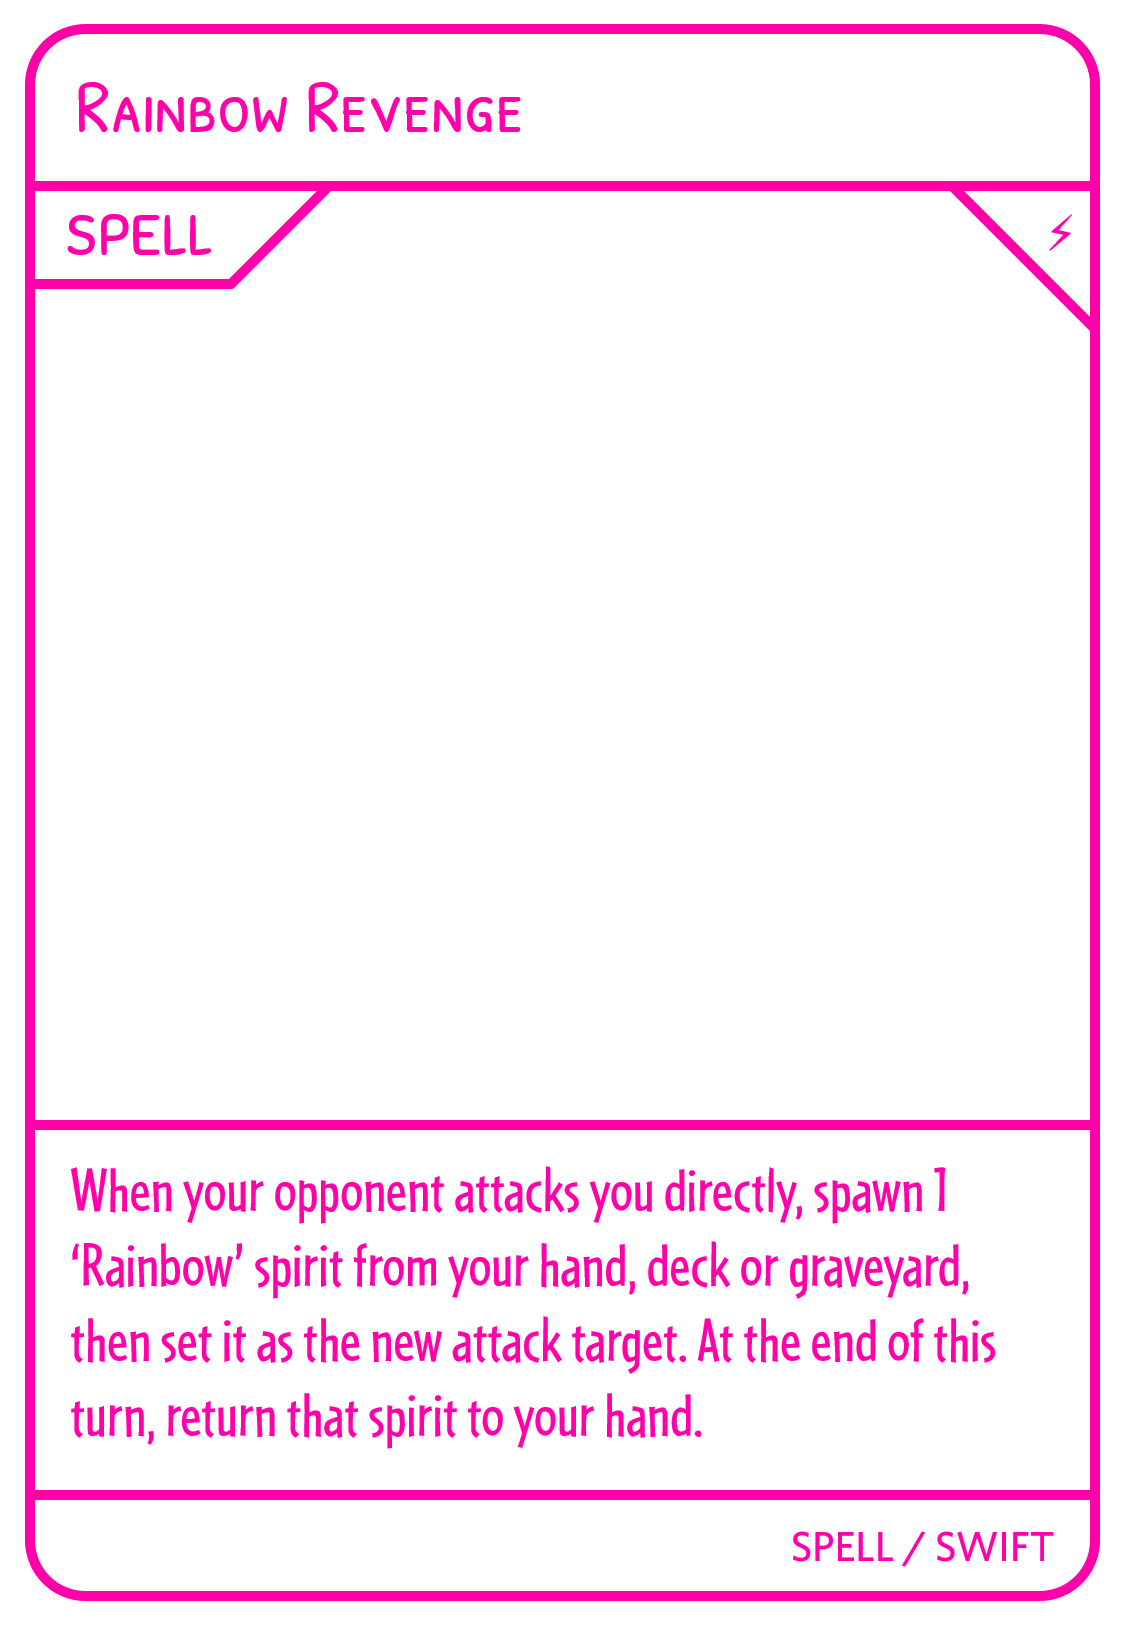 Rainbow Revenge
SPELL ⚡
When your opponent attacks you directly, spawn 1
‘Rainbow’ spirit from your hand, deck or graveyard,
then set it as the new attack target. At the end of this
turn, return that spirit to your hand.
SPELL / SWIFT